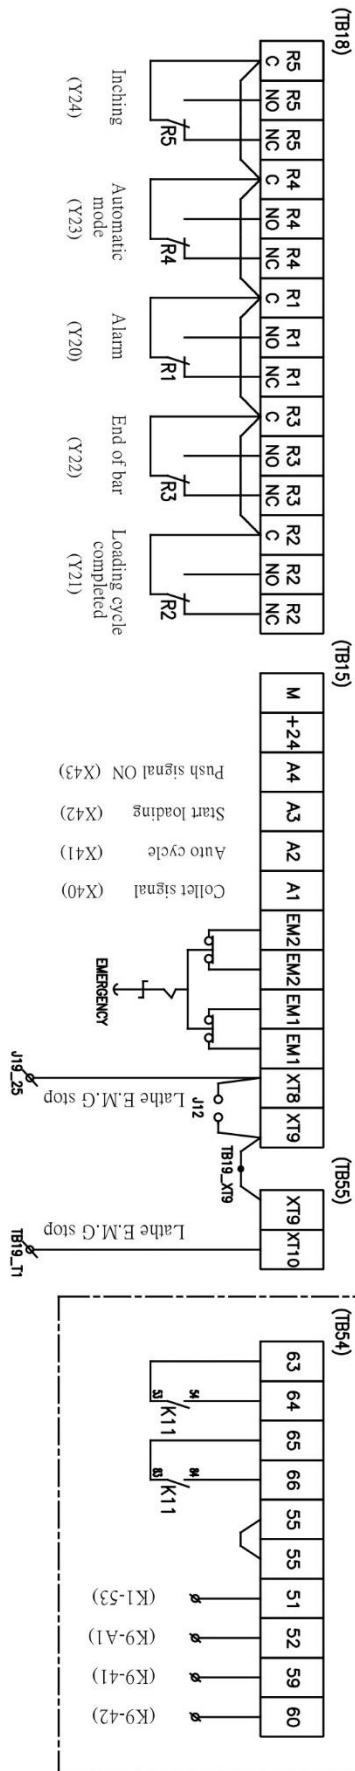 (TB18)
R5 C
R5 NO
R5 NC
R4 C
R4 NO
R4 NC
R1 C
R1 NO
R1 NC
R3 C
R3 NO
R3 NC
R2 C
R2 NO
R2 NC
R5
R4
R1
R3
R2
Inching
(Y24)
Automatic
mode
(Y23)
Alarm
(Y20)
End of bar
(Y22)
Loading cycle
completed
(Y21)
(TB15)
M
+24
A4
A3
A2
A1
EM2
EM2
EM1
EM1
XT8
XT9
Push signal ON (X43)
Start loading (X42)
Auto cycle (X41)
Collet signal (X40)
EMERGENCY
J12
Lathe E.M.G stop
J19_25
TB19_XT9
(TB55)
XT9
XT10
Lathe E.M.G stop
TB19_T1
(TB54)
63
64
65
66
55
55
51
52
59
60
53
54
K11
83
84
K11
(K1-53)
(K9-A1)
(K9-41)
(K9-42)